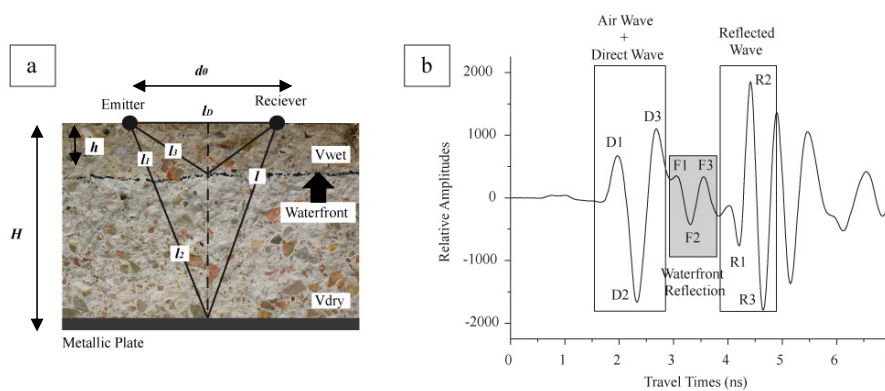 a
d0
Emitter
Reciever
lD
h
l1
l3
Vwet
l
Waterfront
H
l2
Vdry
Metallic Plate
b
Air Wave
+
Direct Wave
Reflected
Wave
2000
1000
0
-1000
-2000
Relative Amplitudes
D1
D3
D2
F1
F3
F2
Waterfront
Reflection
R2
R1
R3
0
1
2
3
4
5
6
Travel Times (ns)